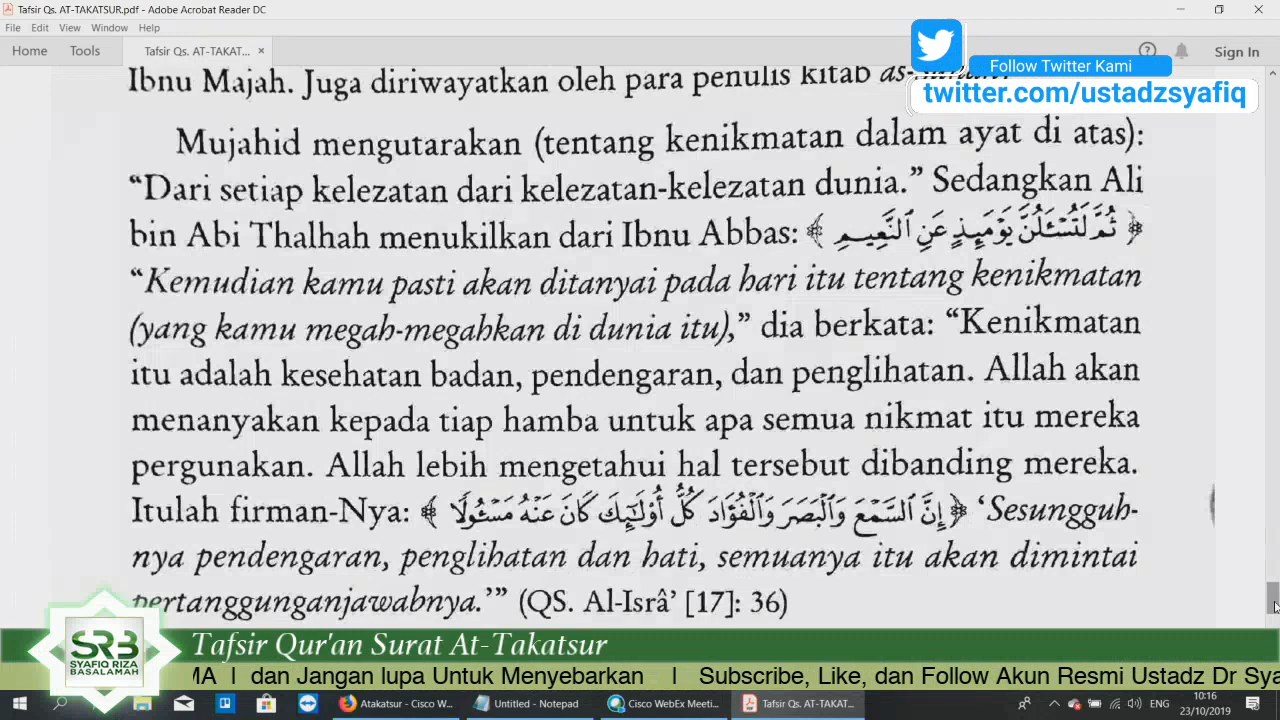 Tafsir Qs. AT-TAKATSUR.pdf - Adobe Acrobat Reader DC
File Edit View Window Help
Home Tools Tafsir Qs. AT-TAKAT... × Sign In
Follow Twitter Kami
twitter.com/ustadzsyafiq
Ibnu Majah. Juga diriwayatkan oleh para penulis kitab
Mujahid mengutarakan (tentang kenikmatan dalam ayat di atas):
“Dari setiap kelezatan dari kelezatan-kelezatan dunia.” Sedangkan Ali
bin Abi Thalhah menukilkan dari Ibnu Abbas: ﴿ ثُمَّ لَتُسْـَٔلُنَّ يَوْمَئِذٍ عَنِ ٱلنَّعِيمِ ﴾
“Kemudian kamu pasti akan ditanyai pada hari itu tentang kenikmatan
(yang kamu megah-megahkan di dunia itu),” dia berkata: “Kenikmatan
itu adalah kesehatan badan, pendengaran, dan penglihatan. Allah akan
menanyakan kepada tiap hamba untuk apa semua nikmat itu mereka
pergunakan. Allah lebih mengetahui hal tersebut dibanding mereka.
Itulah firman-Nya: ﴿ إِنَّ ٱلسَّمْعَ وَٱلْبَصَرَ وَٱلْفُؤَادَ كُلُّ أُو۟لَـٰٓئِكَ كَانَ عَنْهُ مَسْـُٔولًا ﴾ ‘Sesungguh-
nya pendengaran, penglihatan dan hati, semuanya itu akan dimintai
pertanggunganjawabnya.’” (QS. Al-Isrâ’ [17]: 36)
SRB
SYAFIQ RIZA
BASALAMAH
Tafsir Qur'an Surat At-Takatsur
MA I dan Jangan lupa Untuk Menyebarkan I Subscribe, Like, dan Follow Akun Resmi Ustadz Dr Sya
Atakatsur - Cisco W... Untitled - Notepad Cisco WebEx Meeti... Tafsir Qs. AT-TAKAT... ENG
10:16
23/10/2019